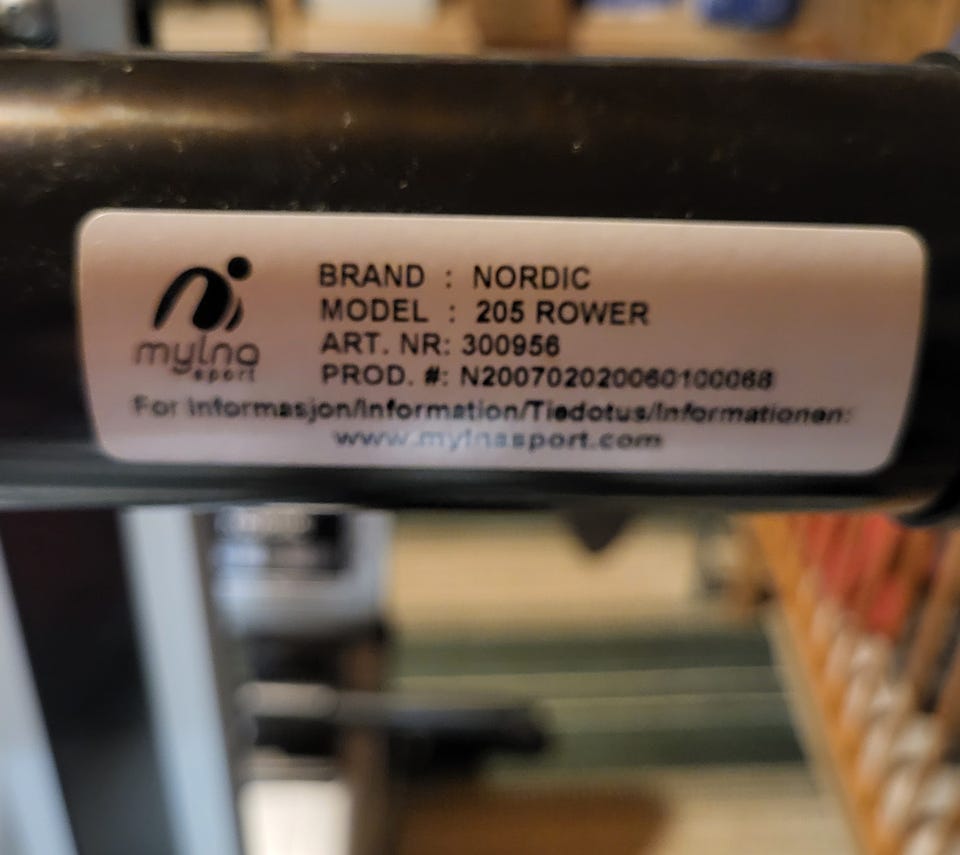 mylna
sport
BRAND : NORDIC
MODEL : 205 ROWER
ART. NR: 300956
PROD. #: N200702020060100068
For Informasjon/Information/Tiedotus/Informationen:
www.mylnasport.com